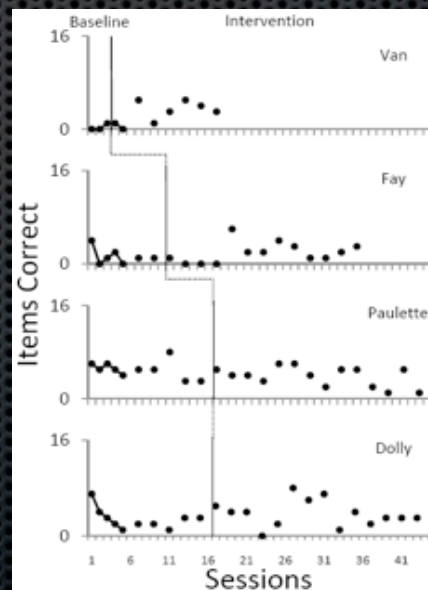 Baseline Intervention
16
Van
0
16
Fay
0
Items Correct
16
Paulette
0
16
Dolly
0
1 6 11 16 21 26 31 36 41
Sessions